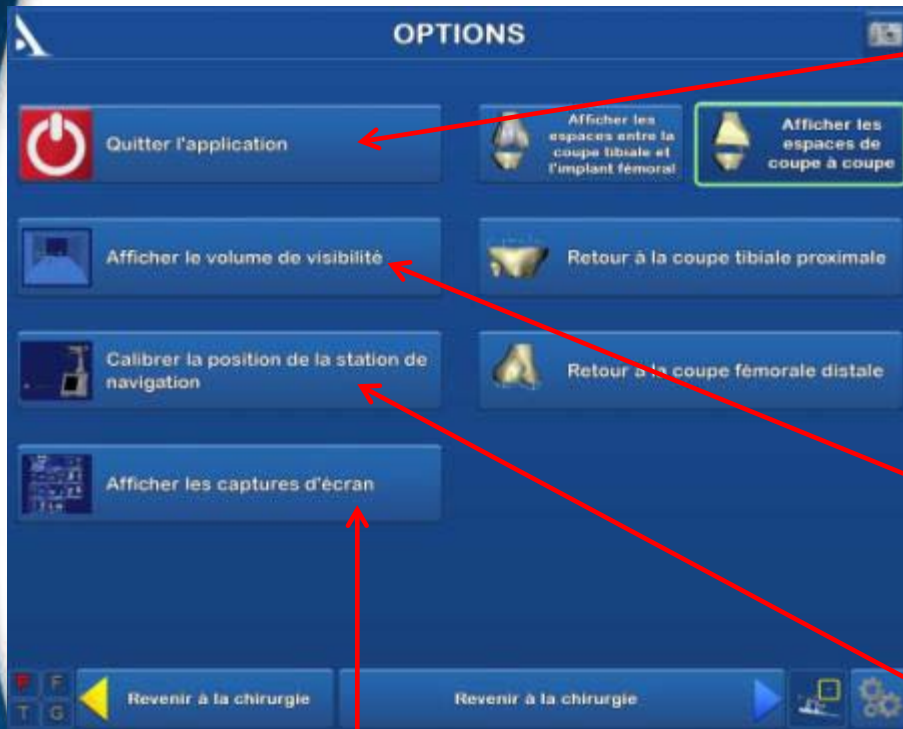 OPTIONS
Quitter l'application
Afficher les
espaces entre la
coupe tibiale et
l'implant fémoral
Afficher les
espaces de
coupe à coupe
Afficher le volume de visibilité
Retour à la coupe tibiale proximale
Calibrer la position de la station de
navigation
Retour à la coupe fémorale distale
Afficher les captures d'écran
P F
T G
Revenir à la chirurgie
Revenir à la chirurgie